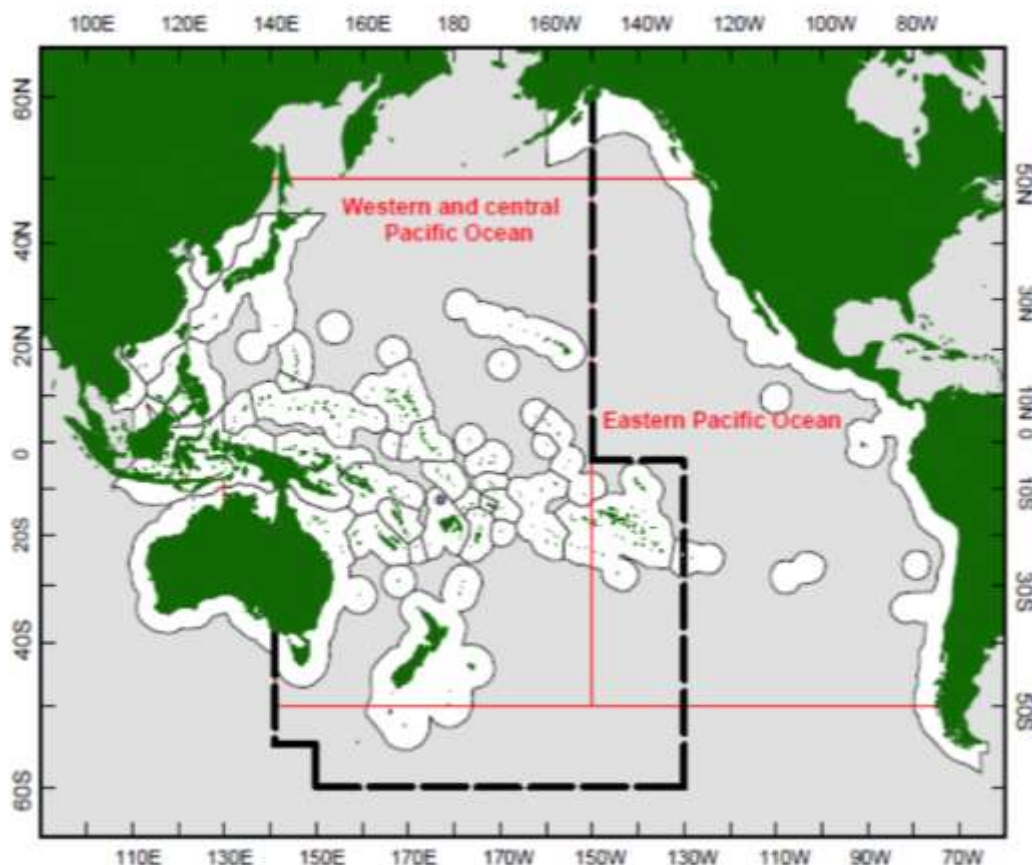 100E 120E 140E 160E 180 160W 140W 120W 100W 80W
60N
50N
Western and central
Pacific Ocean
40N
30N
20N
10N
Eastern Pacific Ocean
0
0
10S
20S
30S
40S
50S
60S
110E 130E 150E 170E 170W 150W 130W 110W 90W 70W